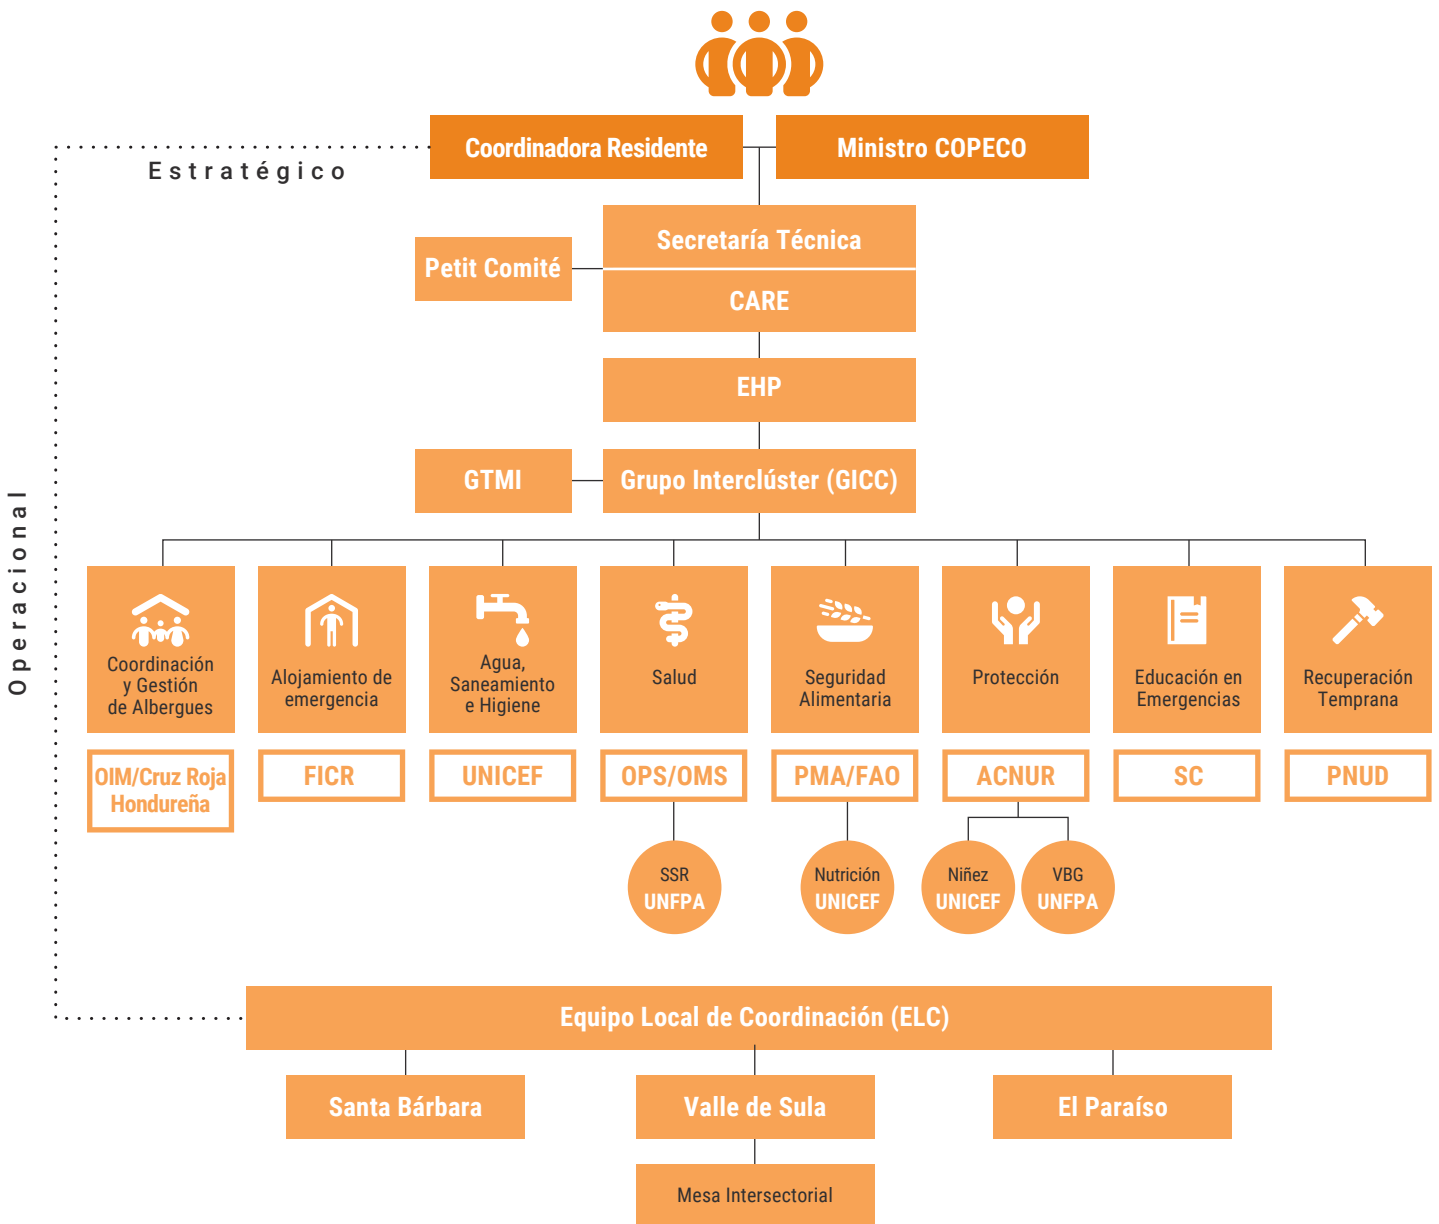 Coordinadora Residente
Ministro COPECO
Estratégico
Secretaría Técnica
Petit Comité
CARE
EHP
GTMI
Grupo Interclúster (GICC)
Operacional
Coordinación
y Gestión
de Albergues
Alojamiento de
emergencia
Agua,
Saneamiento
e Higiene
Salud
Seguridad
Alimentaria
Protección
Educación en
Emergencias
Recuperación
Temprana
OIM/Cruz Roja
Hondureña
FICR
UNICEF
OPS/OMS
PMA/FAO
ACNUR
SC
PNUD
SSR
UNFPA
Nutrición
UNICEF
Niñez
UNICEF
VBG
UNFPA
Equipo Local de Coordinación (ELC)
Santa Bárbara
Valle de Sula
El Paraíso
Mesa Intersectorial